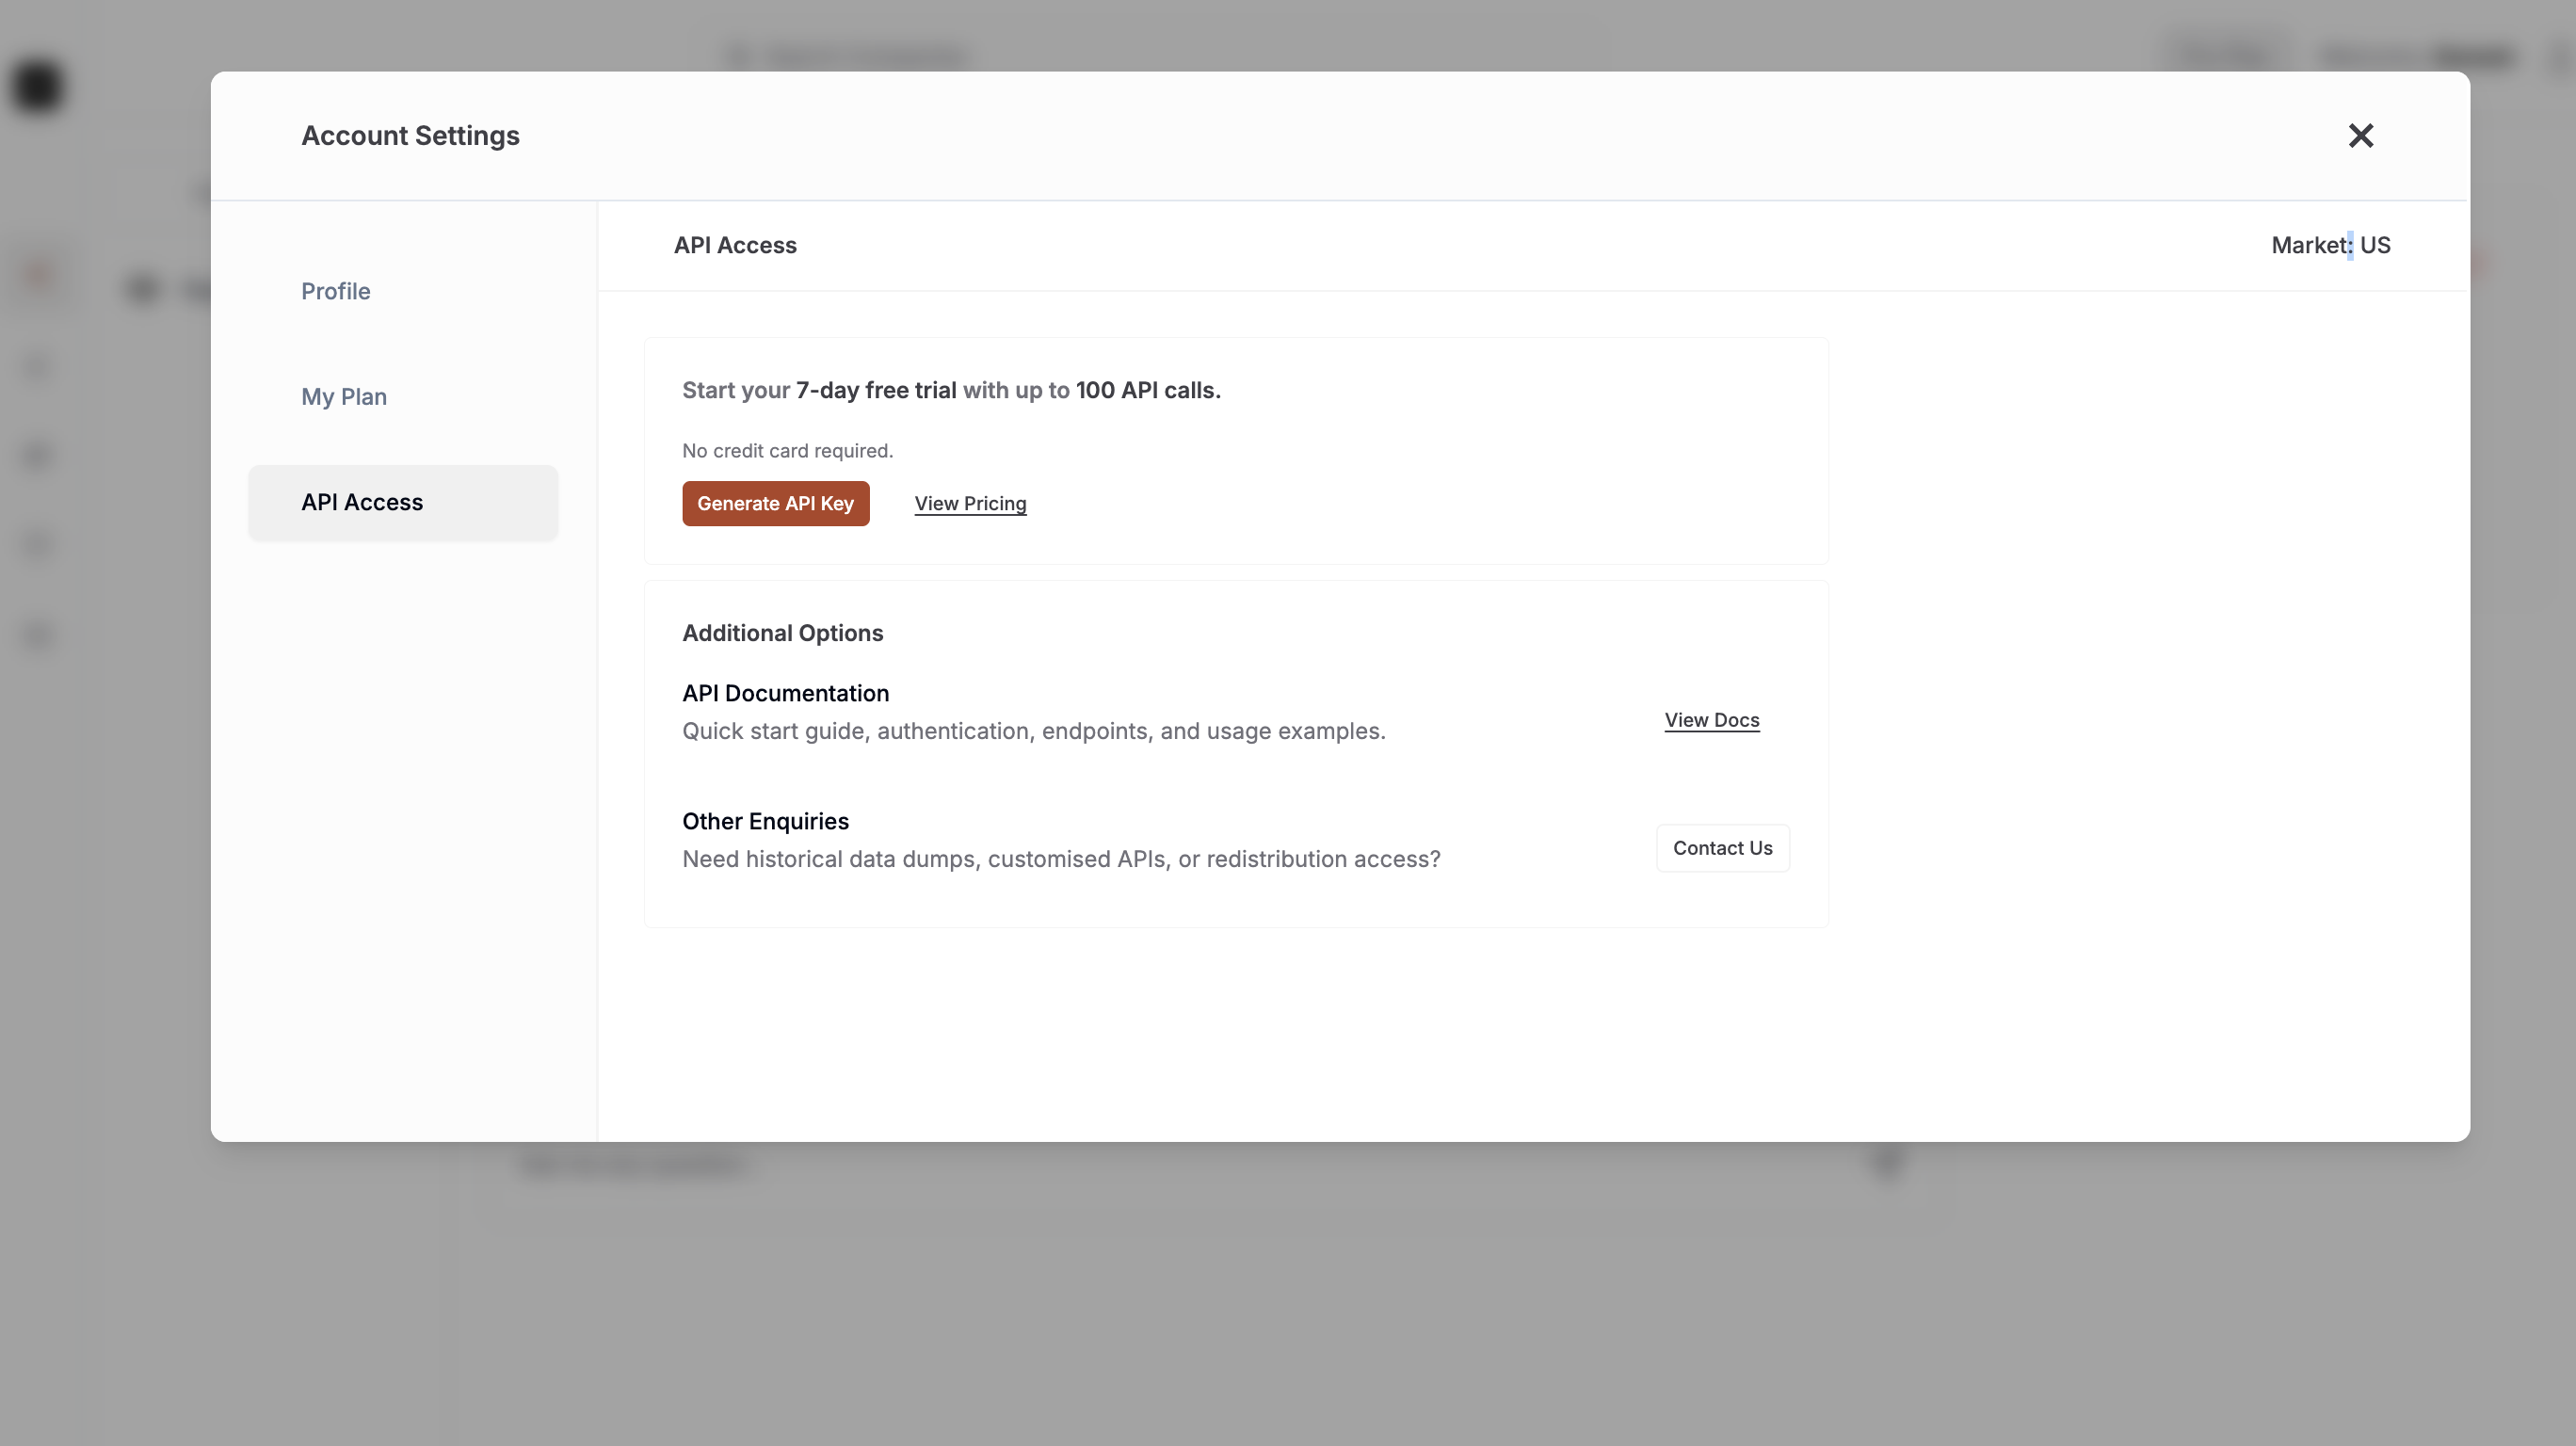 Account Settings
Profile
My Plan
API Access
API Access
Market: US
Start your 7-day free trial with up to 100 API calls.
No credit card required.
Generate API Key
View Pricing
Additional Options
API Documentation
Quick start guide, authentication, endpoints, and usage examples.
View Docs
Other Enquiries
Need historical data dumps, customised APIs, or redistribution access?
Contact Us